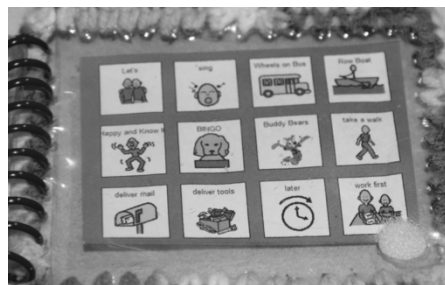 Let's
sing
Wheels on Bus
Row Boat
Happy and Know it
BINGO
Buddy Bears
take a walk
deliver mail
deliver tools
later
work first